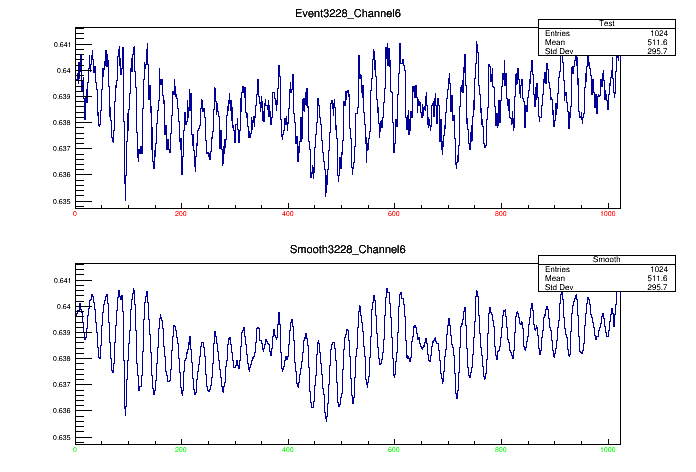 Event3228_Channel6
Test
Entries 1024
Mean 511.6
Std Dev 295.7
0.641
0.64
0.639
0.638
0.637
0.636
0.635
0 200 400 600 800 1000
Smooth3228_Channel6
Smooth
Entries 1024
Mean 511.6
Std Dev 295.7
0.641
0.64
0.639
0.638
0.637
0.636
0.635
0 200 400 600 800 1000